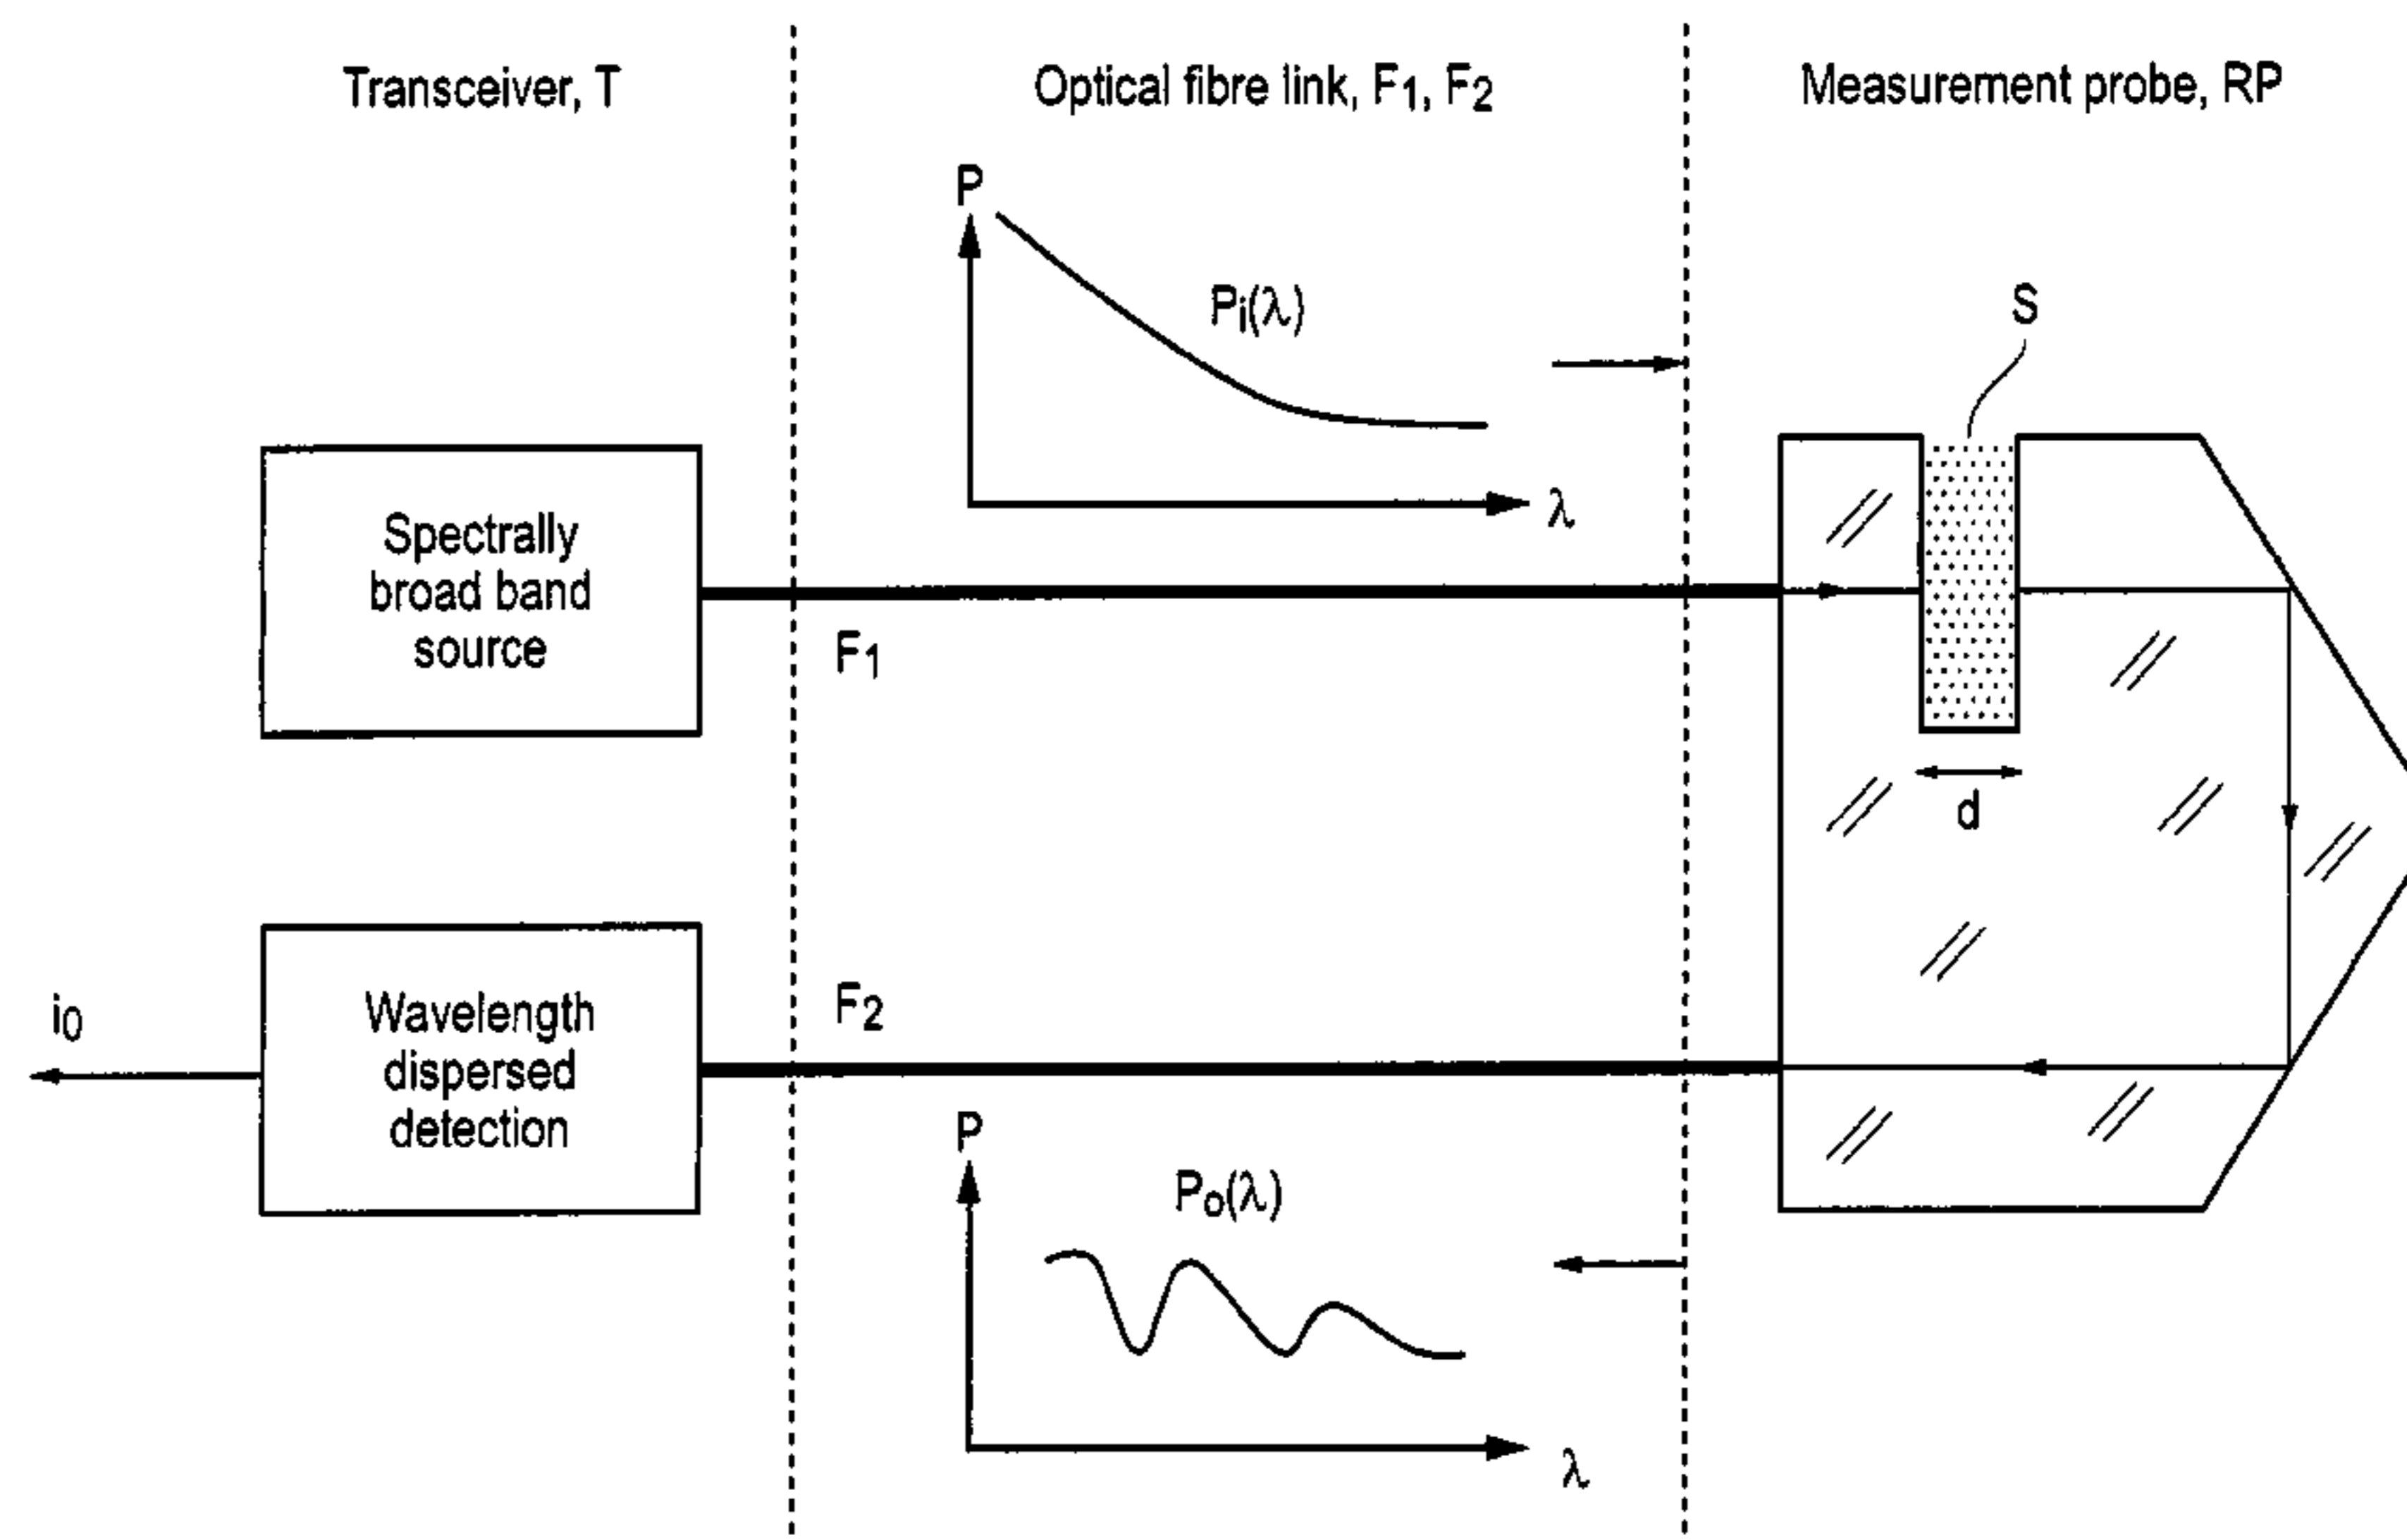 Transceiver, T
Optical fibre link, F1, F2
Measurement probe, RP
P
Pi(λ)
λ
S
Spectrally
broad band
source
F1
d
F2
i0
Wavelength
dispersed
detection
P
Po(λ)
λ